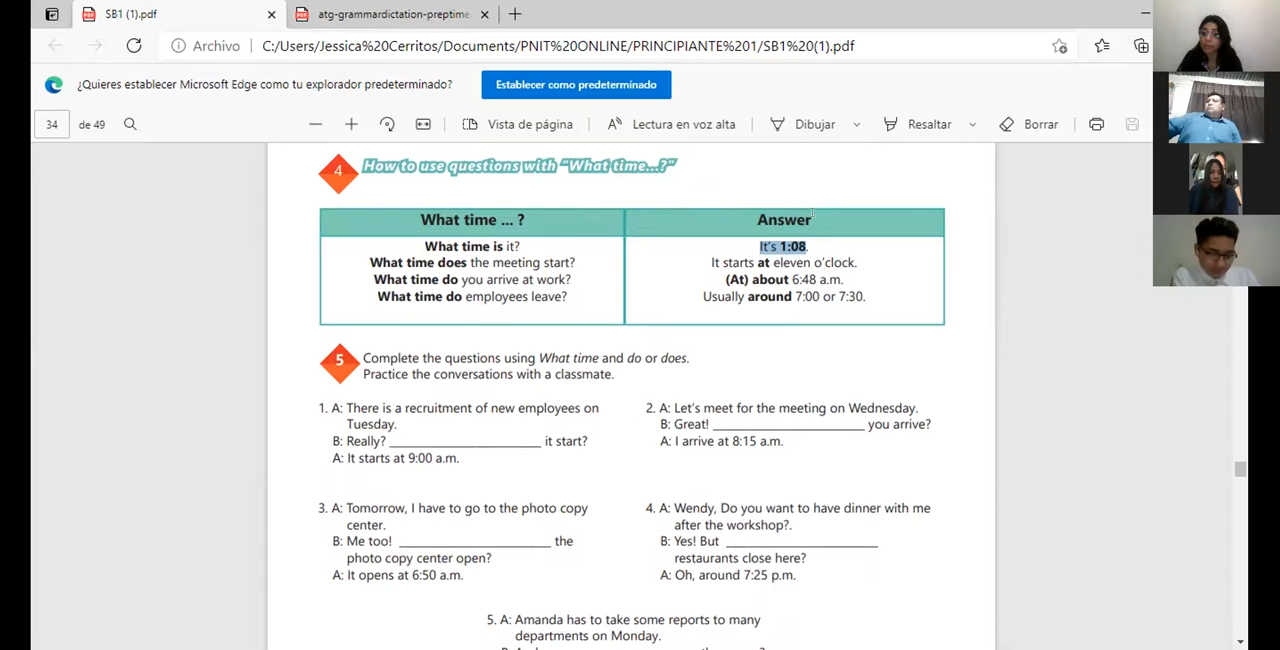 SB1 (1).pdf
atg-grammardictation-preptime
Archivo
C:/Users/Jessica%20Cerritos/Documents/PNIT%20ONLINE/PRINCIPIANTE%201/SB1%20(1).pdf
¿Quieres establecer Microsoft Edge como tu explorador predeterminado?
Establecer como predeterminado
34
de 49
Vista de página
Lectura en voz alta
Dibujar
Resaltar
Borrar
4
How to use questions with “What time...?”
What time ... ?
Answer
What time is it?
It's 1:08.
What time does the meeting start?
It starts at eleven o'clock.
What time do you arrive at work?
(At) about 6:48 a.m.
What time do employees leave?
Usually around 7:00 or 7:30.
5
Complete the questions using What time and do or does.
Practice the conversations with a classmate.
1. A: There is a recruitment of new employees on
Tuesday.
B: Really? ______________________ it start?
A: It starts at 9:00 a.m.
2. A: Let's meet for the meeting on Wednesday.
B: Great! ______________________ you arrive?
A: I arrive at 8:15 a.m.
3. A: Tomorrow, I have to go to the photo copy
center.
B: Me too! ______________________ the
photo copy center open?
A: It opens at 6:50 a.m.
4. A: Wendy, Do you want to have dinner with me
after the workshop?.
B: Yes! But ______________________
restaurants close here?
A: Oh, around 7:25 p.m.
5. A: Amanda has to take some reports to many
departments on Monday.